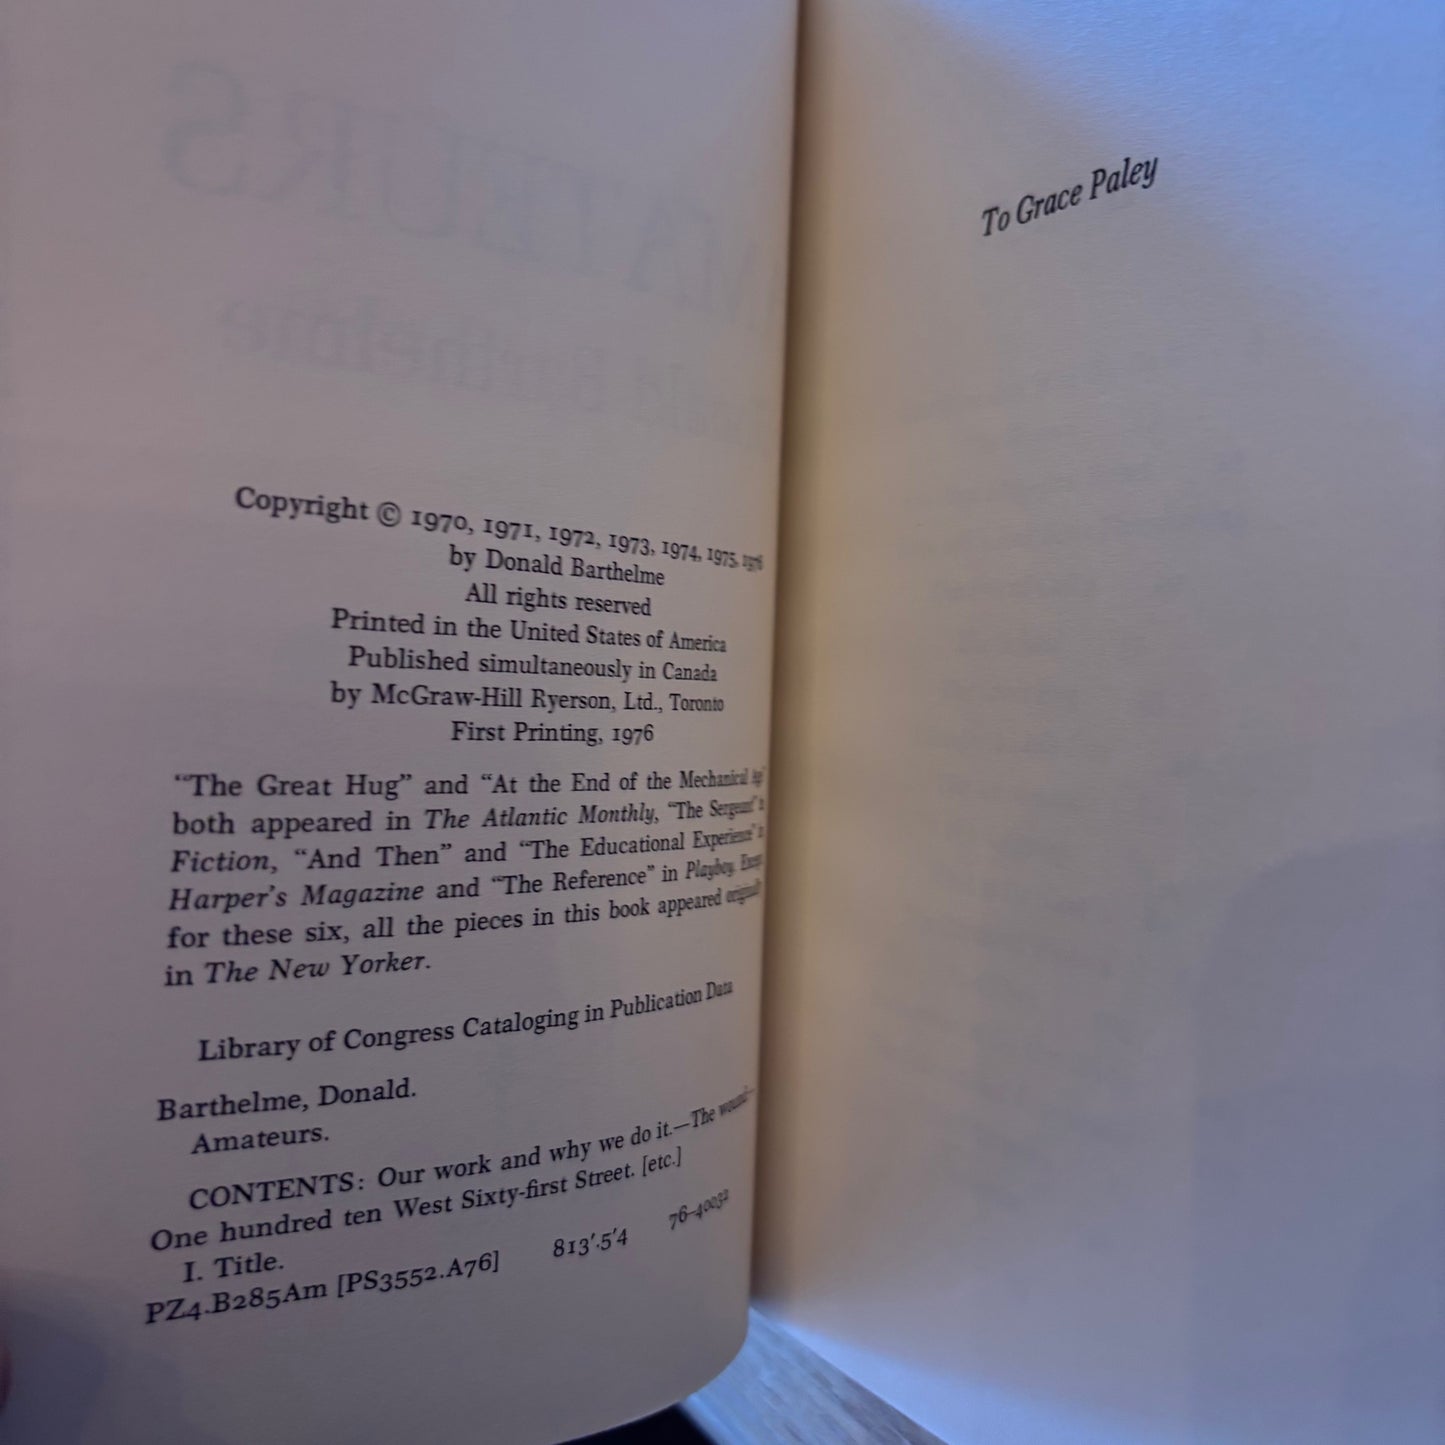 Copyright © 1970, 1971, 1972, 1973, 1974, 1975, 1976
by Donald Barthelme
All rights reserved
Printed in the United States of America
Published simultaneously in Canada
by McGraw-Hill Ryerson, Ltd., Toronto
First Printing, 1976
“The Great Hug” and “At the End of the Mechanical
both appeared in The Atlantic Monthly, “The Sergeant”
Fiction, “And Then” and “The Educational Experience”
Harper’s Magazine and “The Reference” in Playboy.
for these six, all the pieces in this book appeared originally
in The New Yorker.
Library of Congress Cataloging in Publication Data
Barthelme, Donald.
Amateurs.
CONTENTS: Our work and why we do it.—The wound—
One hundred ten West Sixty-first Street. [etc.]
I. Title.
PZ4.B285Am [PS3552.A76] 813′.5′4 76–40032
To Grace Paley